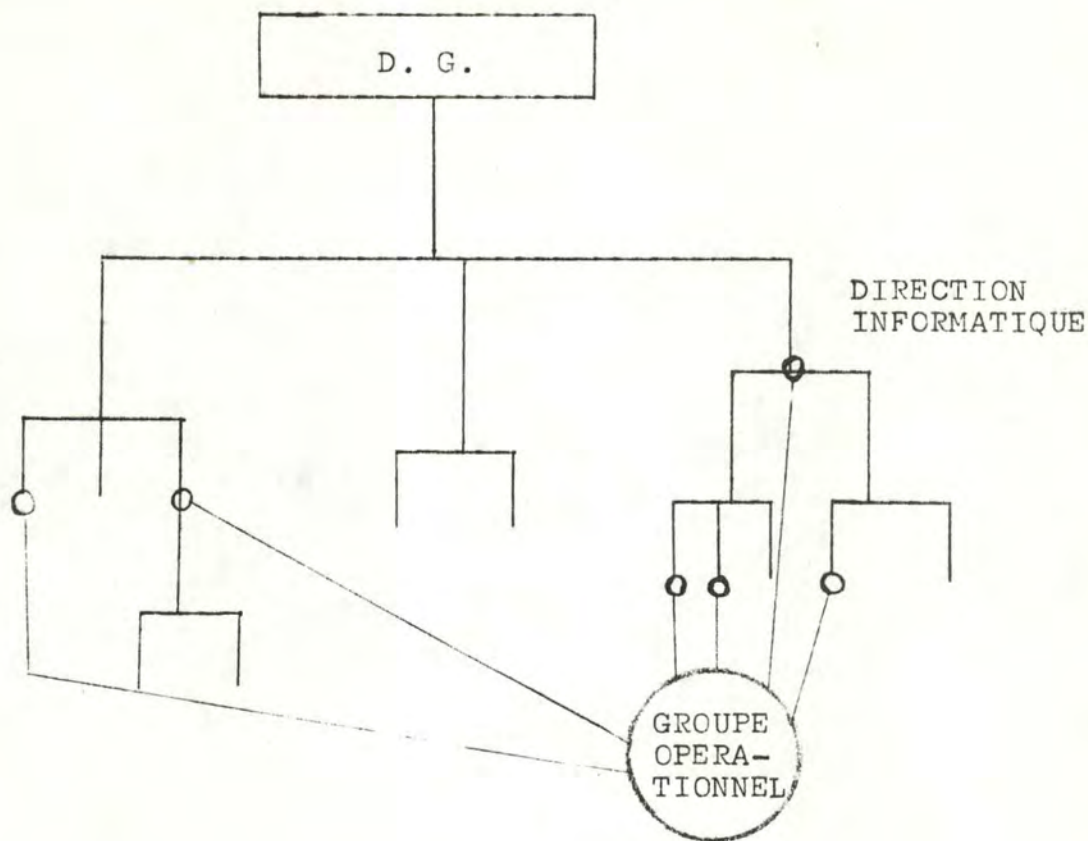 D. G.
DIRECTION
INFORMATIQUE
GROUPE
OPERA-
TIONNEL